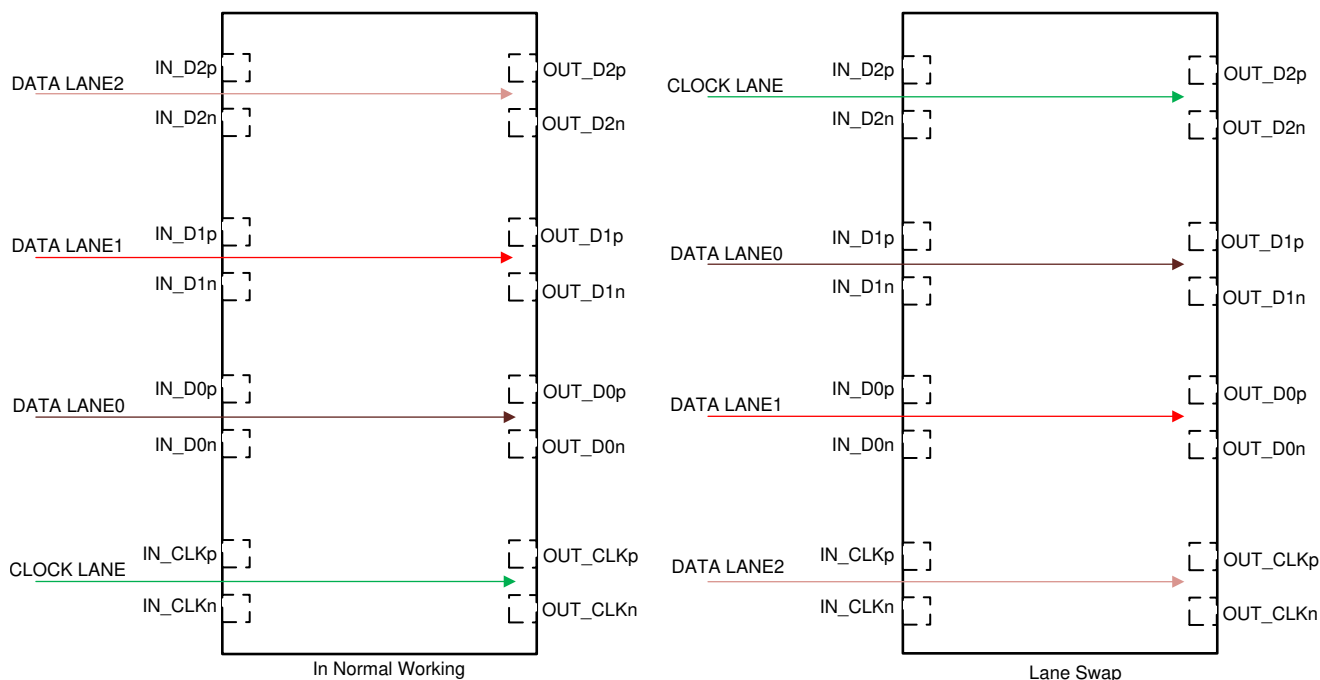 IN_D2p
OUT_D2p
DATA LANE2
IN_D2n
OUT_D2n
IN_D1p
OUT_D1p
DATA LANE1
IN_D1n
OUT_D1n
IN_D0p
OUT_D0p
DATA LANE0
IN_D0n
OUT_D0n
IN_CLKp
OUT_CLKp
CLOCK LANE
IN_CLKn
OUT_CLKn
In Normal Working
IN_D2p
OUT_D2p
CLOCK LANE
IN_D2n
OUT_D2n
IN_D1p
OUT_D1p
DATA LANE0
IN_D1n
OUT_D1n
IN_D0p
OUT_D0p
DATA LANE1
IN_D0n
OUT_D0n
IN_CLKp
OUT_CLKp
DATA LANE2
IN_CLKn
OUT_CLKn
Lane Swap